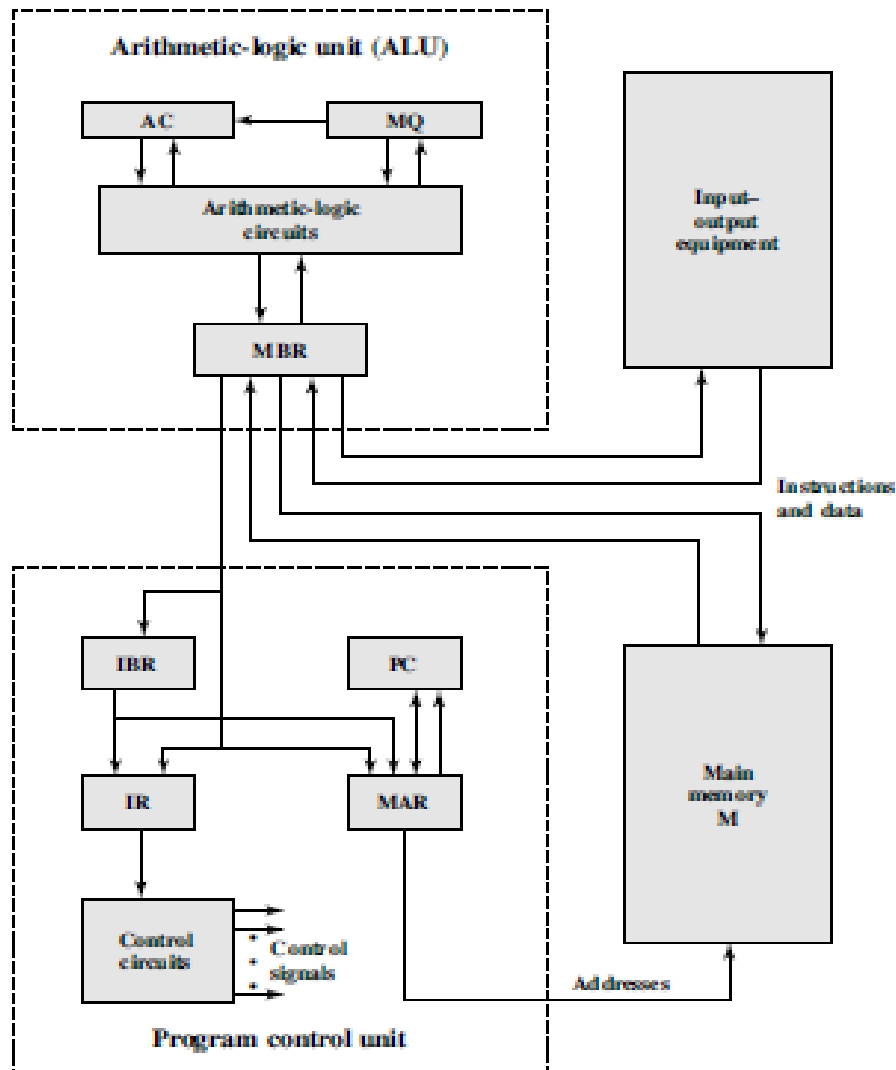 Arithmetic-logic unit (ALU)
AC
MQ
Arithmetic-logic
circuits
MBR
Input–
output
equipment
Instructions
and data
IBR
PC
IR
MAR
Main
memory
M
Control
circuits
Control
signals
Addresses
Program control unit